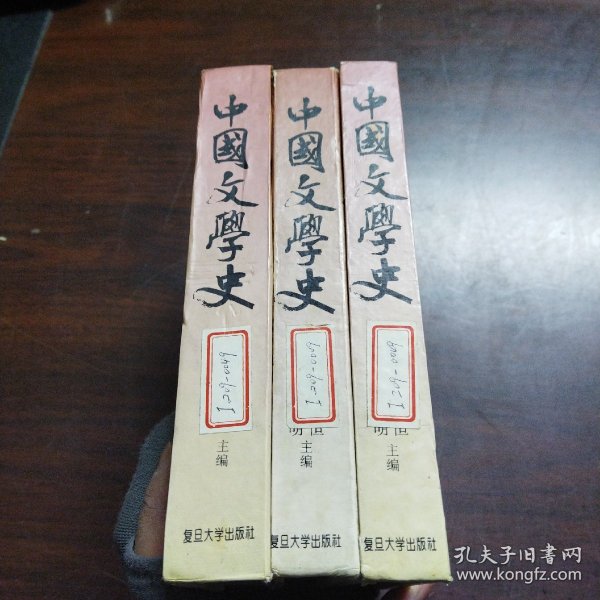 中國文學史
主编
复旦大学出版社
中國文學史
主编
复旦大学出版社
中國文學史
主编
复旦大学出版社
孔夫子旧书网
www.kongfz.com